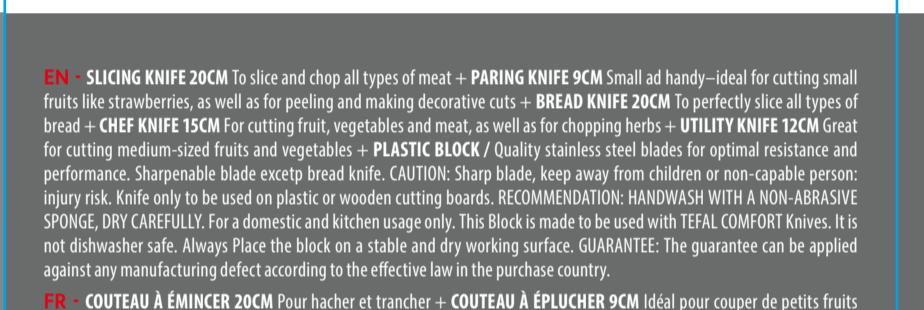 EN - SLICING KNIFE 20CM To slice and chop all types of meat + PARING KNIFE 9CM Small ad handy–ideal for cutting small
fruits like strawberries, as well as for peeling and making decorative cuts + BREAD KNIFE 20CM To perfectly slice all types of
bread + CHEF KNIFE 15CM For cutting fruit, vegetables and meat, as well as for chopping herbs + UTILITY KNIFE 12CM Great
for cutting medium-sized fruits and vegetables + PLASTIC BLOCK / Quality stainless steel blades for optimal resistance and
performance. Sharpenable blade excetp bread knife. CAUTION: Sharp blade, keep away from children or non-capable person:
injury risk. Knife only to be used on plastic or wooden cutting boards. RECOMMENDATION: HANDWASH WITH A NON-ABRASIVE
SPONGE, DRY CAREFULLY. For a domestic and kitchen usage only. This Block is made to be used with TEFAL COMFORT Knives. It is
not dishwasher safe. Always Place the block on a stable and dry working surface. GUARANTEE: The guarantee can be applied
against any manufacturing defect according to the effective law in the purchase country.
FR - COUTEAU À ÉMINCER 20CM Pour hacher et trancher + COUTEAU À ÉPLUCHER 9CM Idéal pour couper de petits fruits